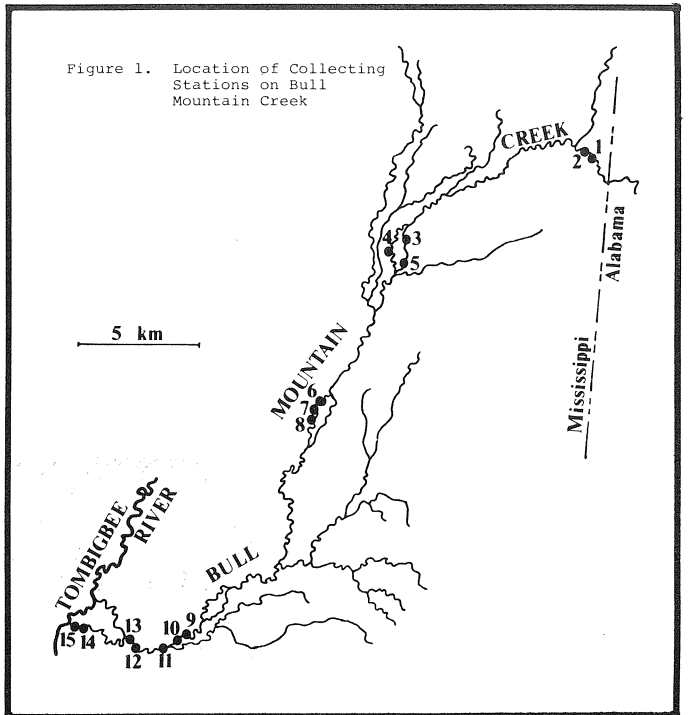 Figure 1. Location of Collecting
Stations on Bull
Mountain Creek
CREEK
1
2
Alabama
Mississippi
3
4
5
5 km
MOUNTAIN
6
7
8
TOMBIGBEE
RIVER
BULL
9
10
11
12
13
14
15